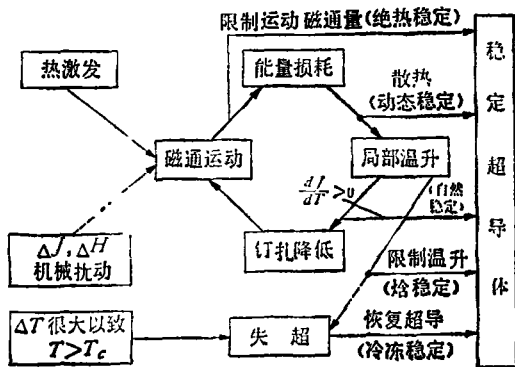 限制运动 磁通量(绝热稳定)
热激发
能量损耗
散热
(动态稳定)
磁通运动
局部温升
dJ/dT >0
(自然
稳定)
钉扎降低
ΔJ,ΔH
机械扰动
限制温升
(焓稳定)
ΔT 很大以致
T>Tc
失 超
恢复超导
(冷冻稳定)
稳
定
超
导
体